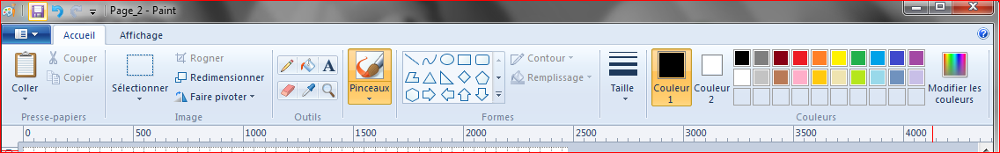 Page_2 - Paint
Accueil Affichage
Coller
Couper
Copier
Presse-papiers
Sélectionner
Rogner
Redimensionner
Faire pivoter
Image
A
Outils
Pinceaux
Contour
Remplissage
Formes
Taille
Couleur
1
Couleur
2
Modifier les
couleurs
Couleurs
0 500 1000 1500 2000 2500 3000 3500 4000